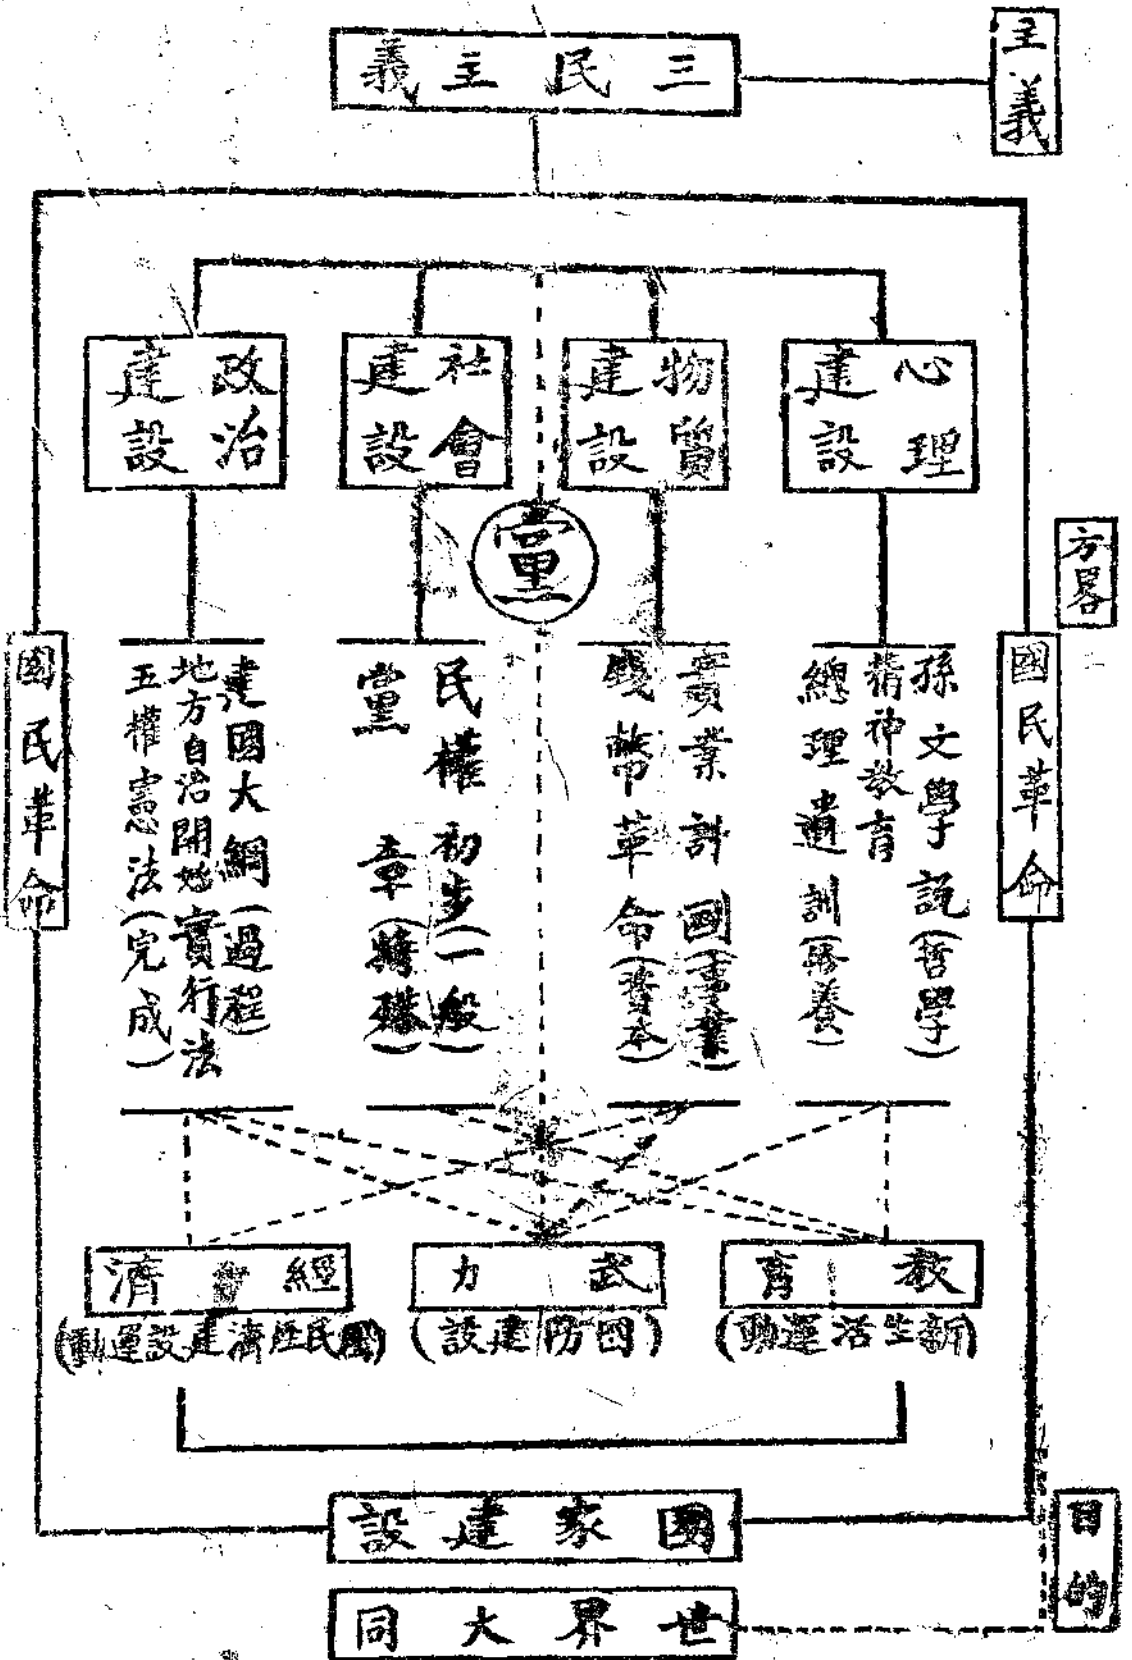 主義
三民主義
心理建設
物質建設
社會建設
政治建設
黨
方畧
國民革命
孫文學説(哲學)
精神教育
總理遺訓(修養)
實業計國(事業)
錢幣革命(資本)
民權初步(一般)
黨章(特殊)
建國大綱(過程)
地方自治開始實行法
五權憲法(完成)
國民革命
教育
(新生活運動)
武力
(國防建設)
經濟
(國民經濟建設運動)
目的
國家建設
世界大同